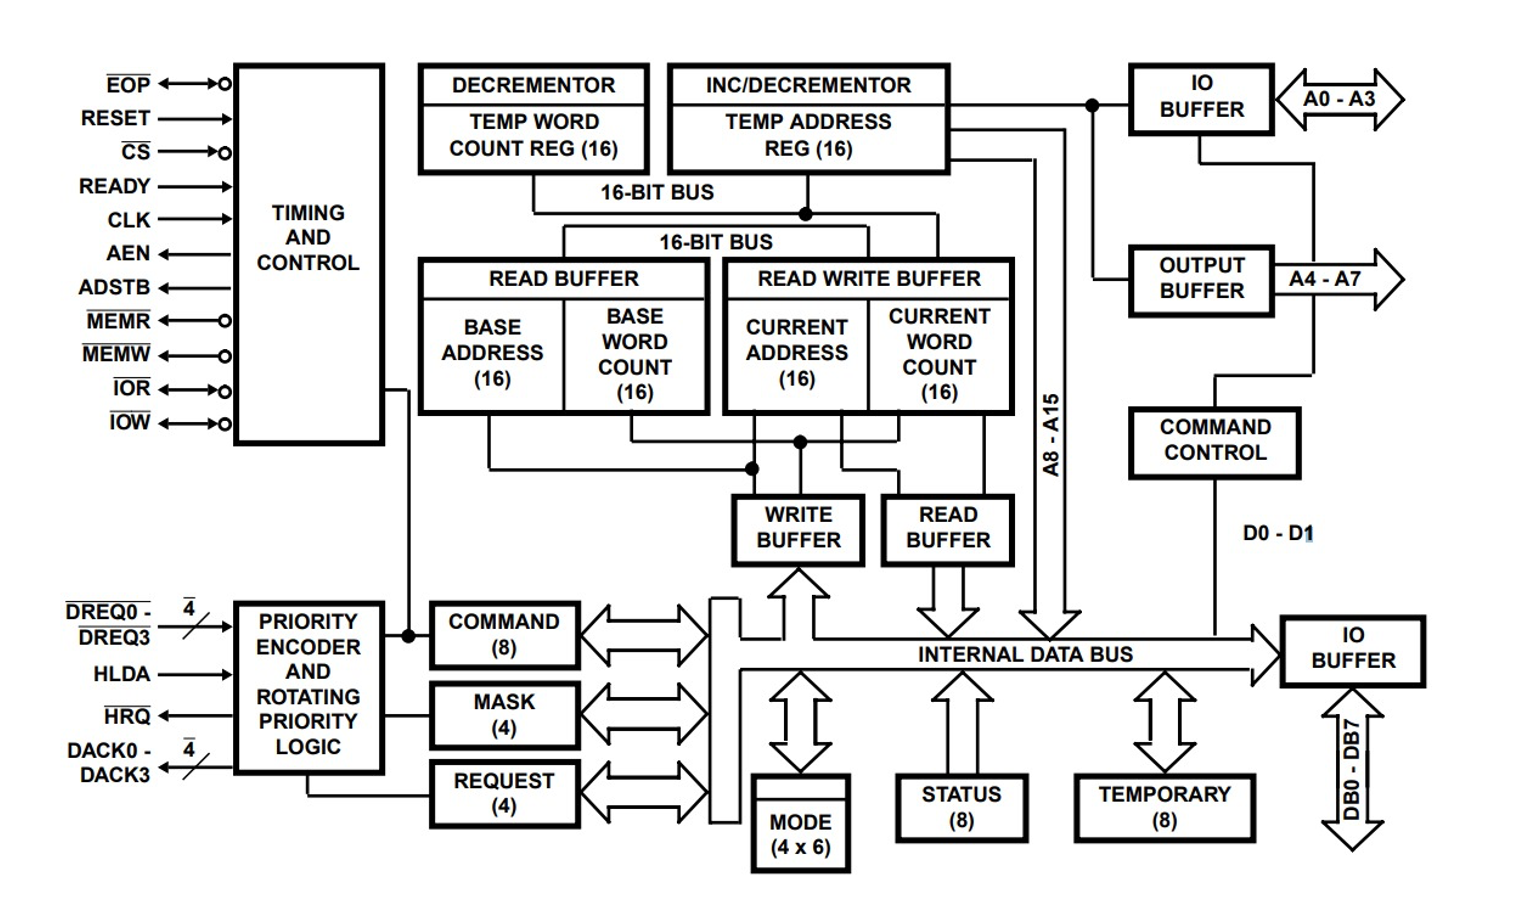 EOP
RESET
CS
READY
CLK
AEN
ADSTB
MEMR
MEMW
IOR
IOW
TIMING
AND
CONTROL
DECREMENTOR
TEMP WORD
COUNT REG (16)
INC/DECREMENTOR
TEMP ADDRESS
REG (16)
16-BIT BUS
16-BIT BUS
READ BUFFER
BASE
ADDRESS
(16)
BASE
WORD
COUNT
(16)
READ WRITE BUFFER
CURRENT
ADDRESS
(16)
CURRENT
WORD
COUNT
(16)
IO
BUFFER
A0 - A3
OUTPUT
BUFFER
A4 - A7
A8 - A15
COMMAND
CONTROL
D0 - D1
WRITE
BUFFER
READ
BUFFER
DREQ0 -
DREQ3
4
HLDA
HRQ
DACK0 -
DACK3
4
PRIORITY
ENCODER
AND
ROTATING
PRIORITY
LOGIC
COMMAND
(8)
MASK
(4)
REQUEST
(4)
INTERNAL DATA BUS
IO
BUFFER
DB0 - DB7
MODE
(4 x 6)
STATUS
(8)
TEMPORARY
(8)